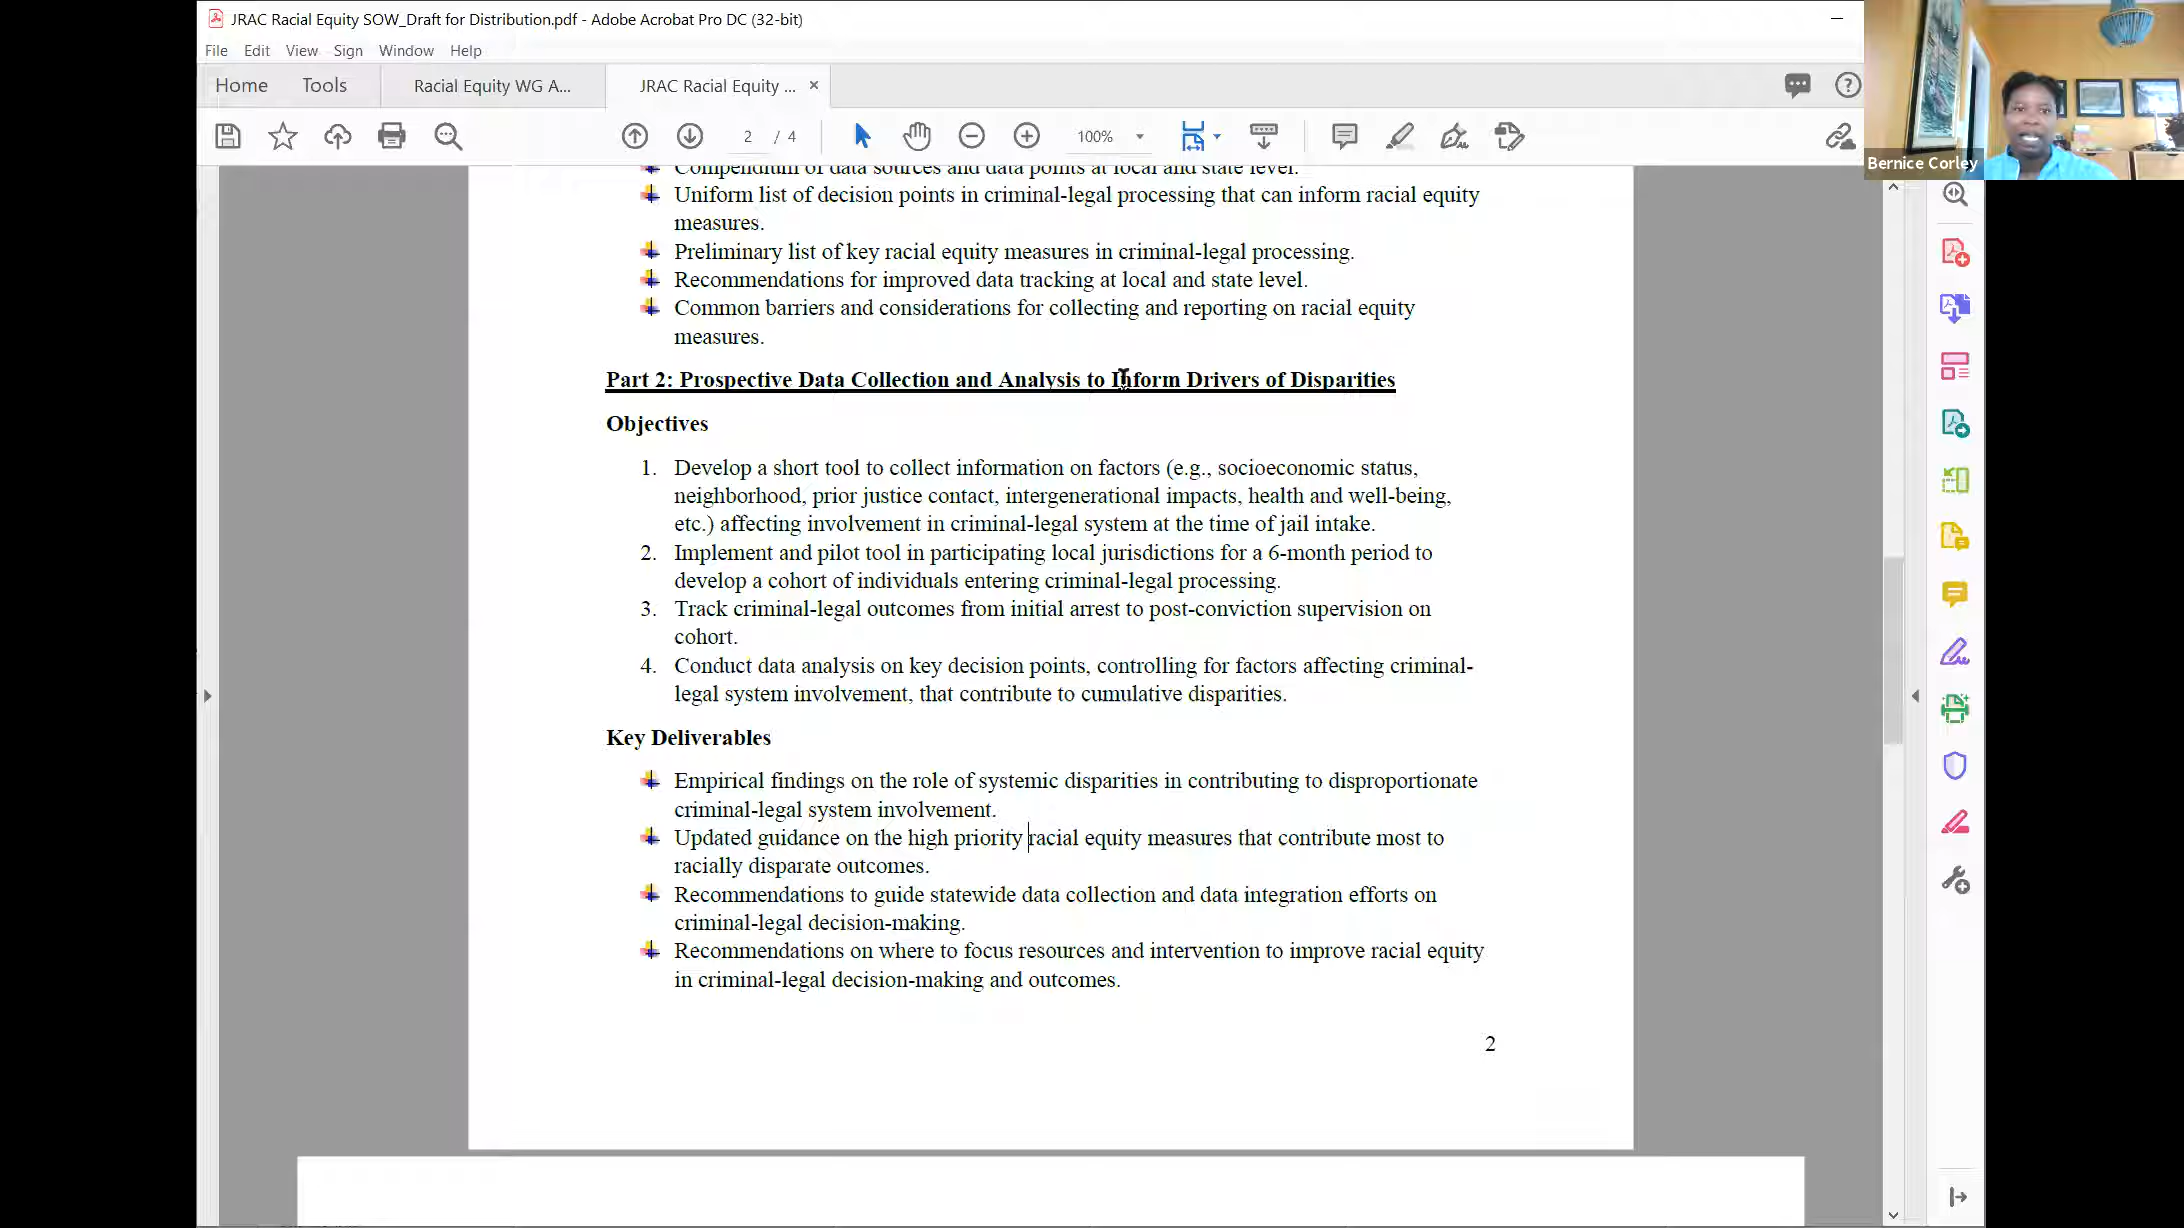 JRAC Racial Equity SOW_Draft for Distribution.pdf - Adobe Acrobat Pro DC (32-bit)
File Edit View Sign Window Help
Home Tools Racial Equity WG A... JRAC Racial Equity ... ×
2 / 4 100%
Bernice Corley
Compendium of data sources and data points at local and state level.
Uniform list of decision points in criminal-legal processing that can inform racial equity
measures.
Preliminary list of key racial equity measures in criminal-legal processing.
Recommendations for improved data tracking at local and state level.
Common barriers and considerations for collecting and reporting on racial equity
measures.
Part 2: Prospective Data Collection and Analysis to Inform Drivers of Disparities
Objectives
1. Develop a short tool to collect information on factors (e.g., socioeconomic status,
neighborhood, prior justice contact, intergenerational impacts, health and well-being,
etc.) affecting involvement in criminal-legal system at the time of jail intake.
2. Implement and pilot tool in participating local jurisdictions for a 6-month period to
develop a cohort of individuals entering criminal-legal processing.
3. Track criminal-legal outcomes from initial arrest to post-conviction supervision on
cohort.
4. Conduct data analysis on key decision points, controlling for factors affecting criminal-
legal system involvement, that contribute to cumulative disparities.
Key Deliverables
Empirical findings on the role of systemic disparities in contributing to disproportionate
criminal-legal system involvement.
Updated guidance on the high priority racial equity measures that contribute most to
racially disparate outcomes.
Recommendations to guide statewide data collection and data integration efforts on
criminal-legal decision-making.
Recommendations on where to focus resources and intervention to improve racial equity
in criminal-legal decision-making and outcomes.
2